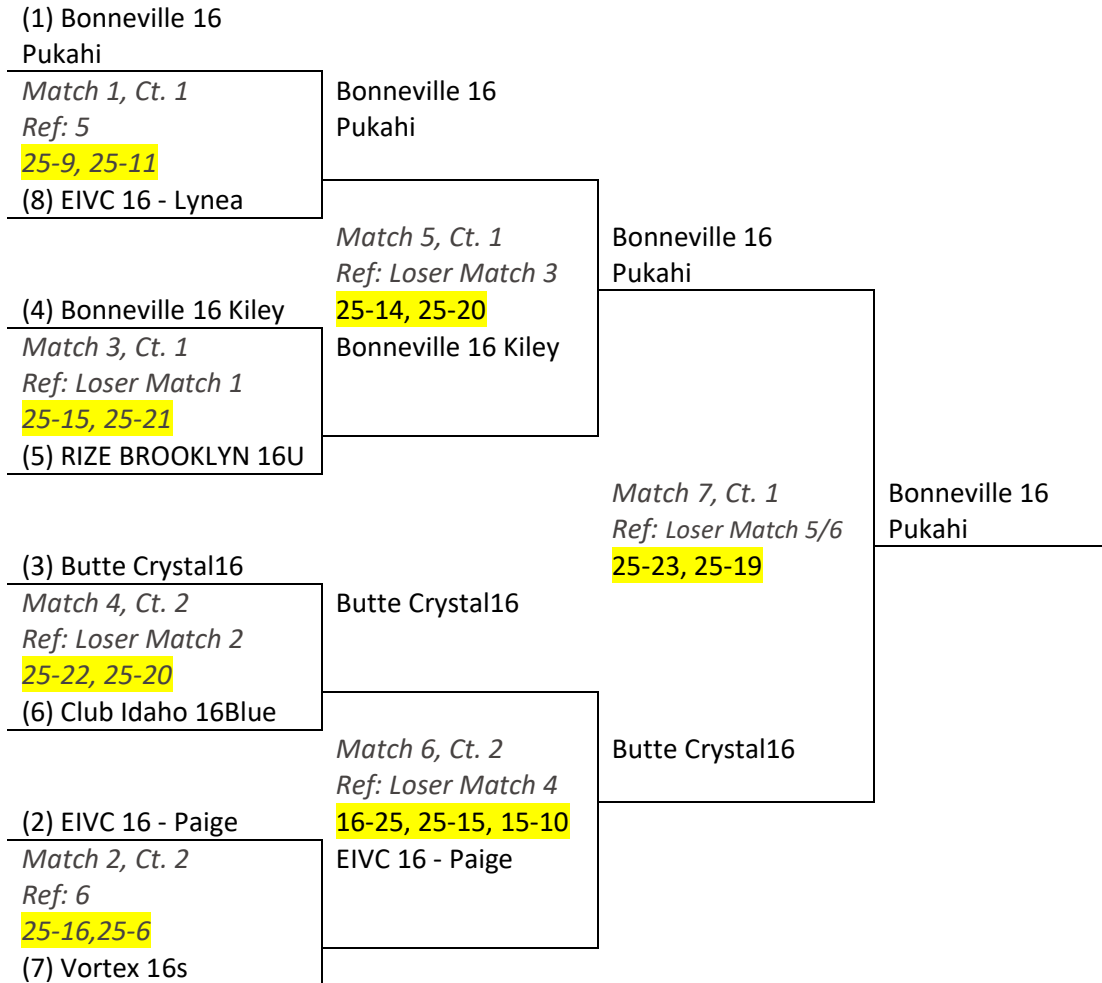 (1) Bonneville 16
Pukahi
Match 1, Ct. 1
Ref: 5
25-9, 25-11
(8) EIVC 16 - Lynea
(4) Bonneville 16 Kiley
Match 3, Ct. 1
Ref: Loser Match 1
25-15, 25-21
(5) RIZE BROOKLYN 16U
(3) Butte Crystal16
Match 4, Ct. 2
Ref: Loser Match 2
25-22, 25-20
(6) Club Idaho 16Blue
(2) EIVC 16 - Paige
Match 2, Ct. 2
Ref: 6
25-16,25-6
(7) Vortex 16s
Bonneville 16
Pukahi
Match 5, Ct. 1
Ref: Loser Match 3
25-14, 25-20
Bonneville 16 Kiley
Butte Crystal16
Match 6, Ct. 2
Ref: Loser Match 4
16-25, 25-15, 15-10
EIVC 16 - Paige
Bonneville 16
Pukahi
Match 7, Ct. 1
Ref: Loser Match 5/6
25-23, 25-19
Butte Crystal16
Bonneville 16
Pukahi